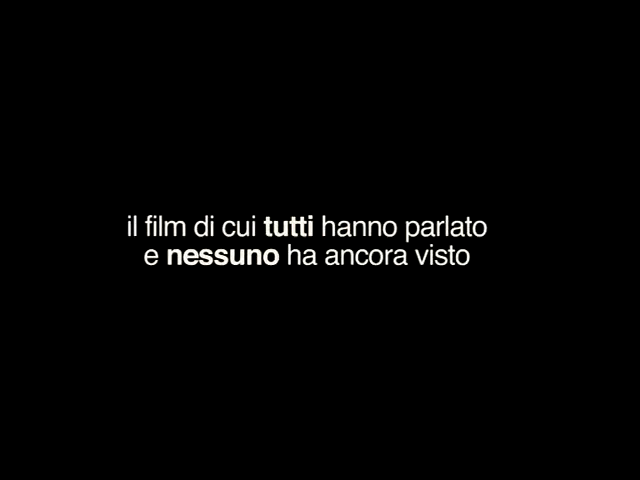 il film di cui tutti hanno parlato
e nessuno ha ancora visto